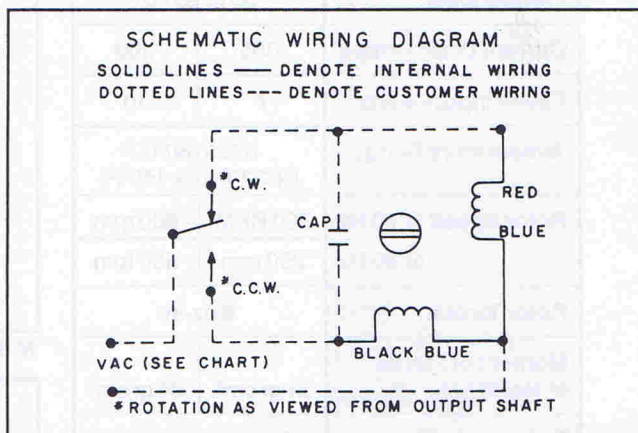 SCHEMATIC WIRING DIAGRAM
SOLID LINES — DENOTE INTERNAL WIRING
DOTTED LINES --- DENOTE CUSTOMER WIRING
*C.W.
RED
CAP
BLUE
*C.C.W.
VAC (SEE CHART)
BLACK BLUE
*ROTATION AS VIEWED FROM OUTPUT SHAFT